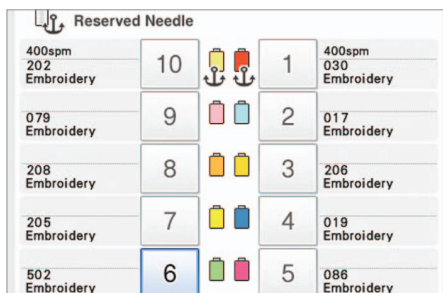 Reserved Needle
400spm
202
Embroidery
10
1
400spm
030
Embroidery
079
Embroidery
9
2
017
Embroidery
208
Embroidery
8
3
206
Embroidery
205
Embroidery
7
4
019
Embroidery
502
Embroidery
6
5
086
Embroidery